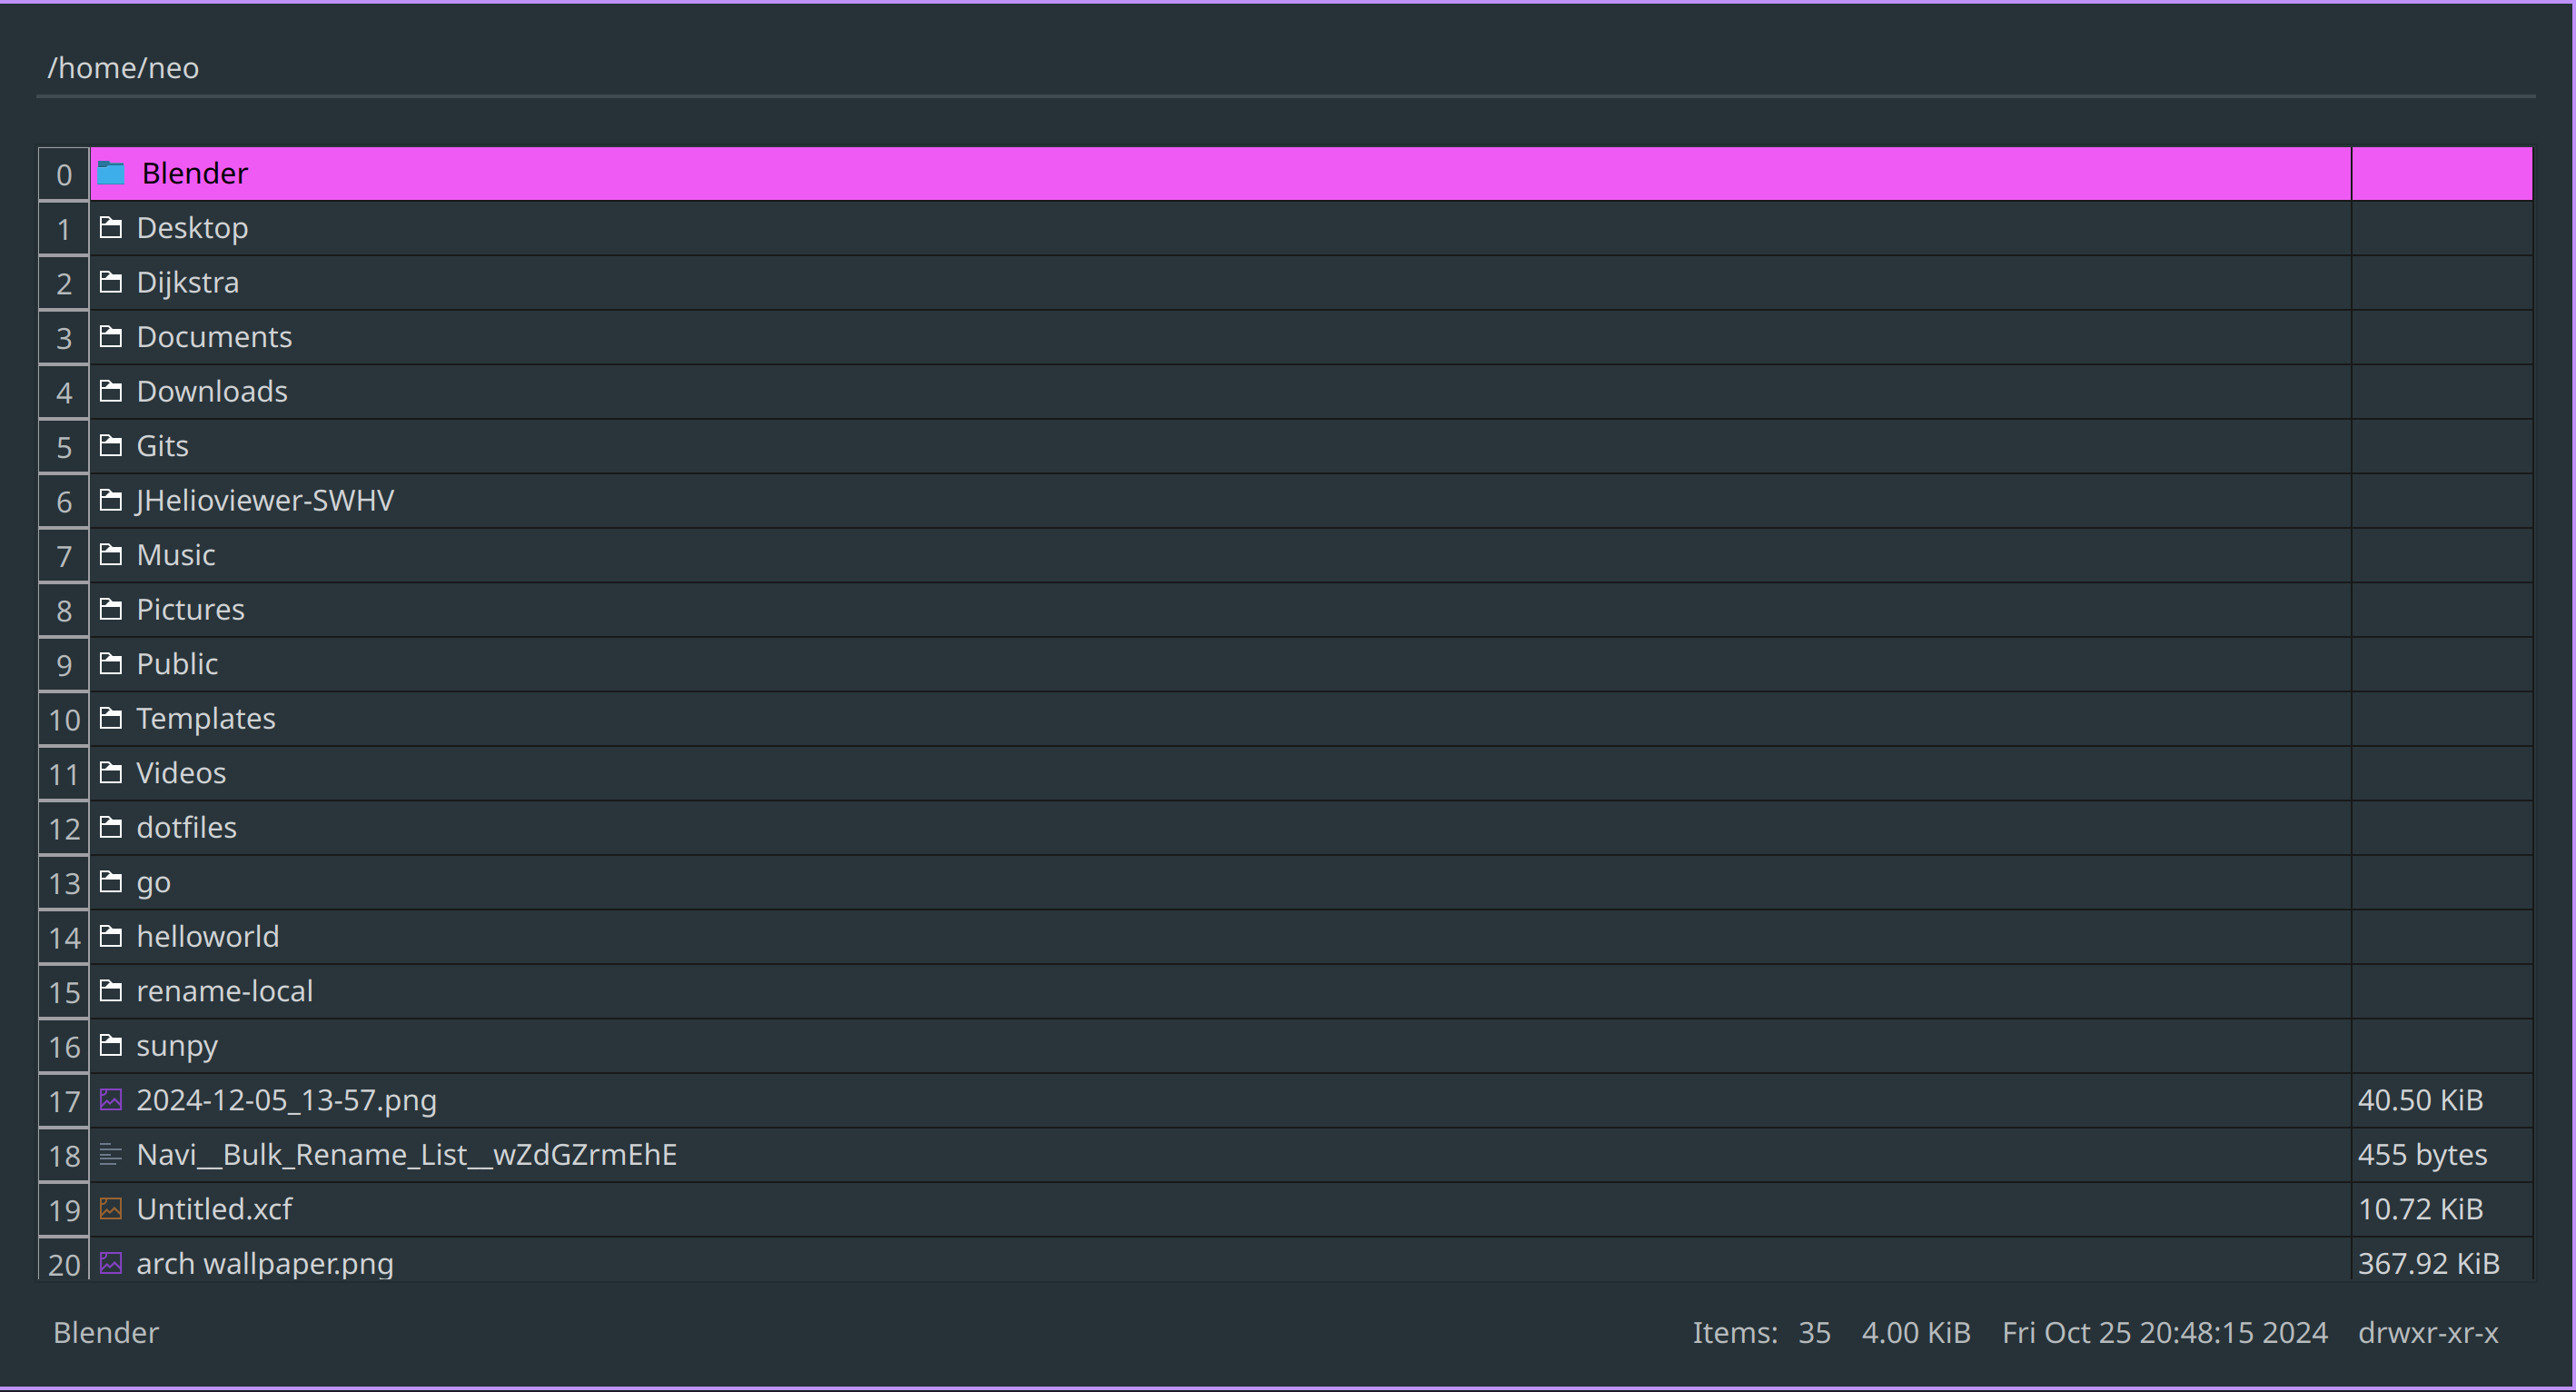 /home/neo
0 Blender
1 Desktop
2 Dijkstra
3 Documents
4 Downloads
5 Gits
6 JHelioviewer-SWHV
7 Music
8 Pictures
9 Public
10 Templates
11 Videos
12 dotfiles
13 go
14 helloworld
15 rename-local
16 sunpy
17 2024-12-05_13-57.png 40.50 KiB
18 Navi__Bulk_Rename_List__wZdGZrmEhE 455 bytes
19 Untitled.xcf 10.72 KiB
20 arch wallpaper.png 367.92 KiB
Blender Items: 35 4.00 KiB Fri Oct 25 20:48:15 2024 drwxr-xr-x